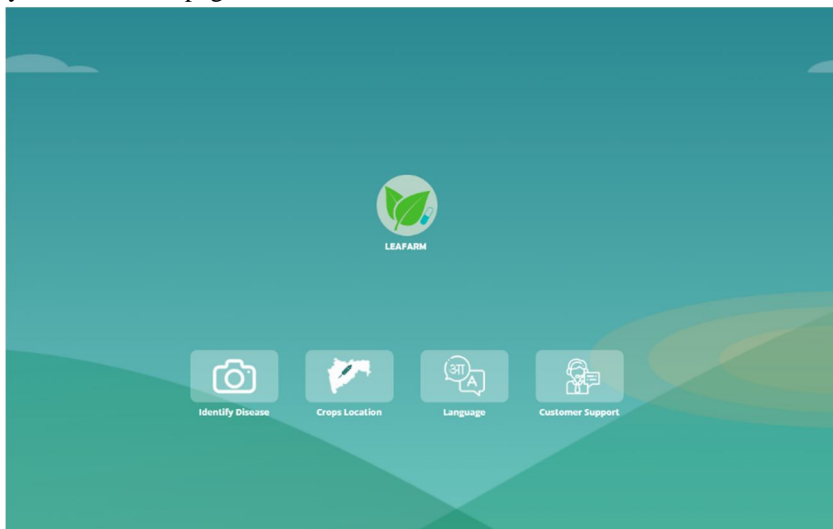 LEAFARM
आ
A
Identify Disease
Crops Location
Language
Customer Support